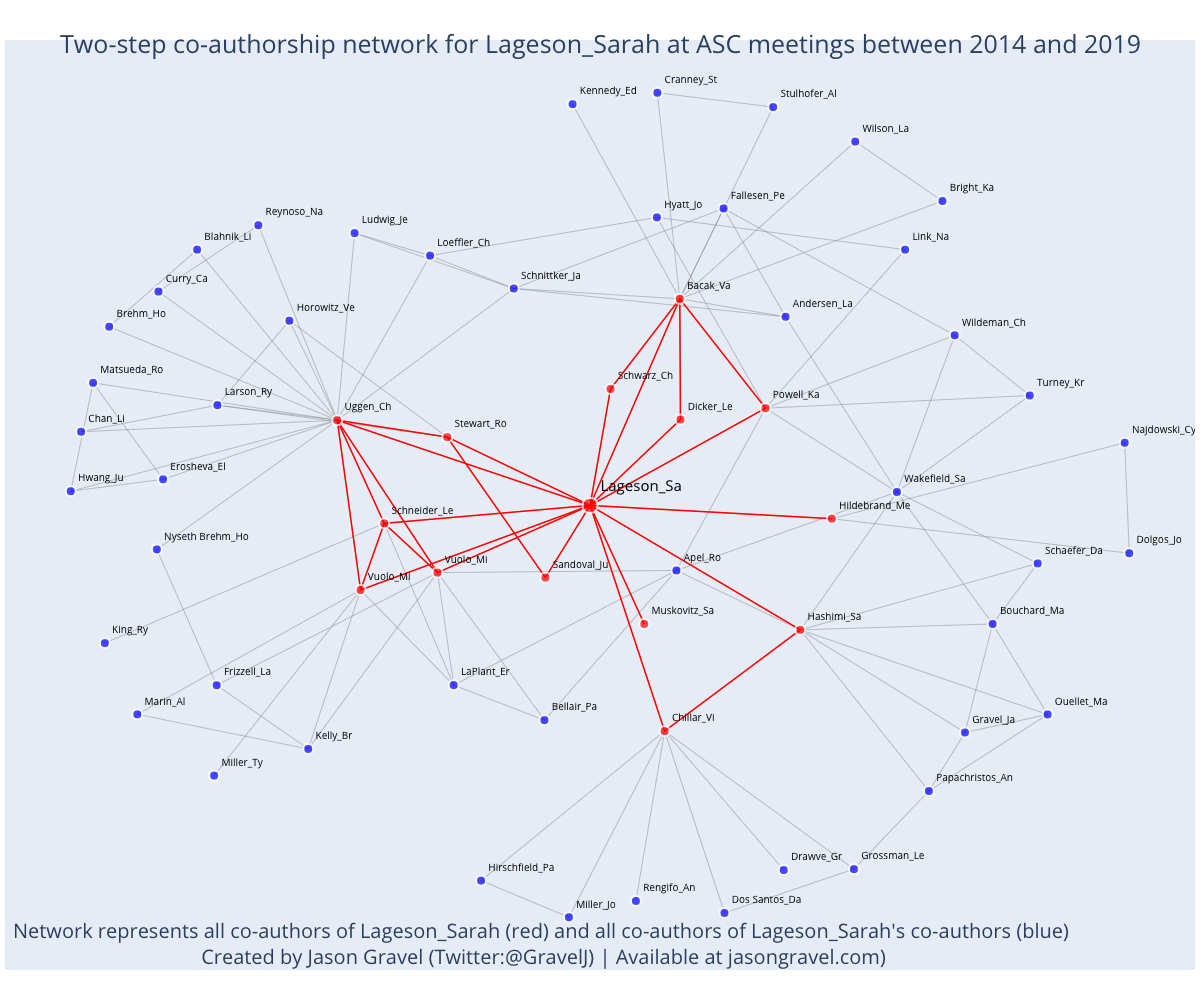 Two-step co-authorship network for Lageson_Sarah at ASC meetings between 2014 and 2019
Cranney_St
Kennedy_Ed
Stulhofer_Al
Wilson_La
Bright_Ka
Fallesen_Pe
Hyatt_Jo
Reynoso_Na
Ludwig_Je
Blahnik_Li
Loeffler_Ch
Link_Na
Schnittker_Ja
Curry_Ca
Bacak_Va
Andersen_La
Horowitz_Ve
Brehm_Ho
Wildeman_Ch
Matsueda_Ro
Schwarz_Ch
Turney_Kr
Larson_Ry
Powell_Ka
Uggen_Ch
Dicker_Le
Chan_Li
Stewart_Ro
Najdowski_Cy
Erosheva_El
Hwang_Ju
Wakefield_Sa
Lageson_Sa
Hildebrand_Me
Schneider_Le
Nyseth Brehm_Ho
Dolgos_Jo
Schaefer_Da
Apel_Ro
Vuolo_Mi
Sandoval_Ju
Vuolo_Mi
Muskovitz_Sa
Bouchard_Ma
Hashimi_Sa
King_Ry
Frizzell_La
LaPlant_Er
Marin_Al
Ouellet_Ma
Bellair_Pa
Chillar_Vi
Gravel_Ja
Kelly_Br
Miller_Ty
Papachristos_An
Drawve_Gr
Grossman_Le
Hirschfield_Pa
Rengifo_An
Dos Santos_Da
Miller_Jo
Network represents all co-authors of Lageson_Sarah (red) and all co-authors of Lageson_Sarah's co-authors (blue)
Created by Jason Gravel (Twitter:@GravelJ) | Available at jasongravel.com)